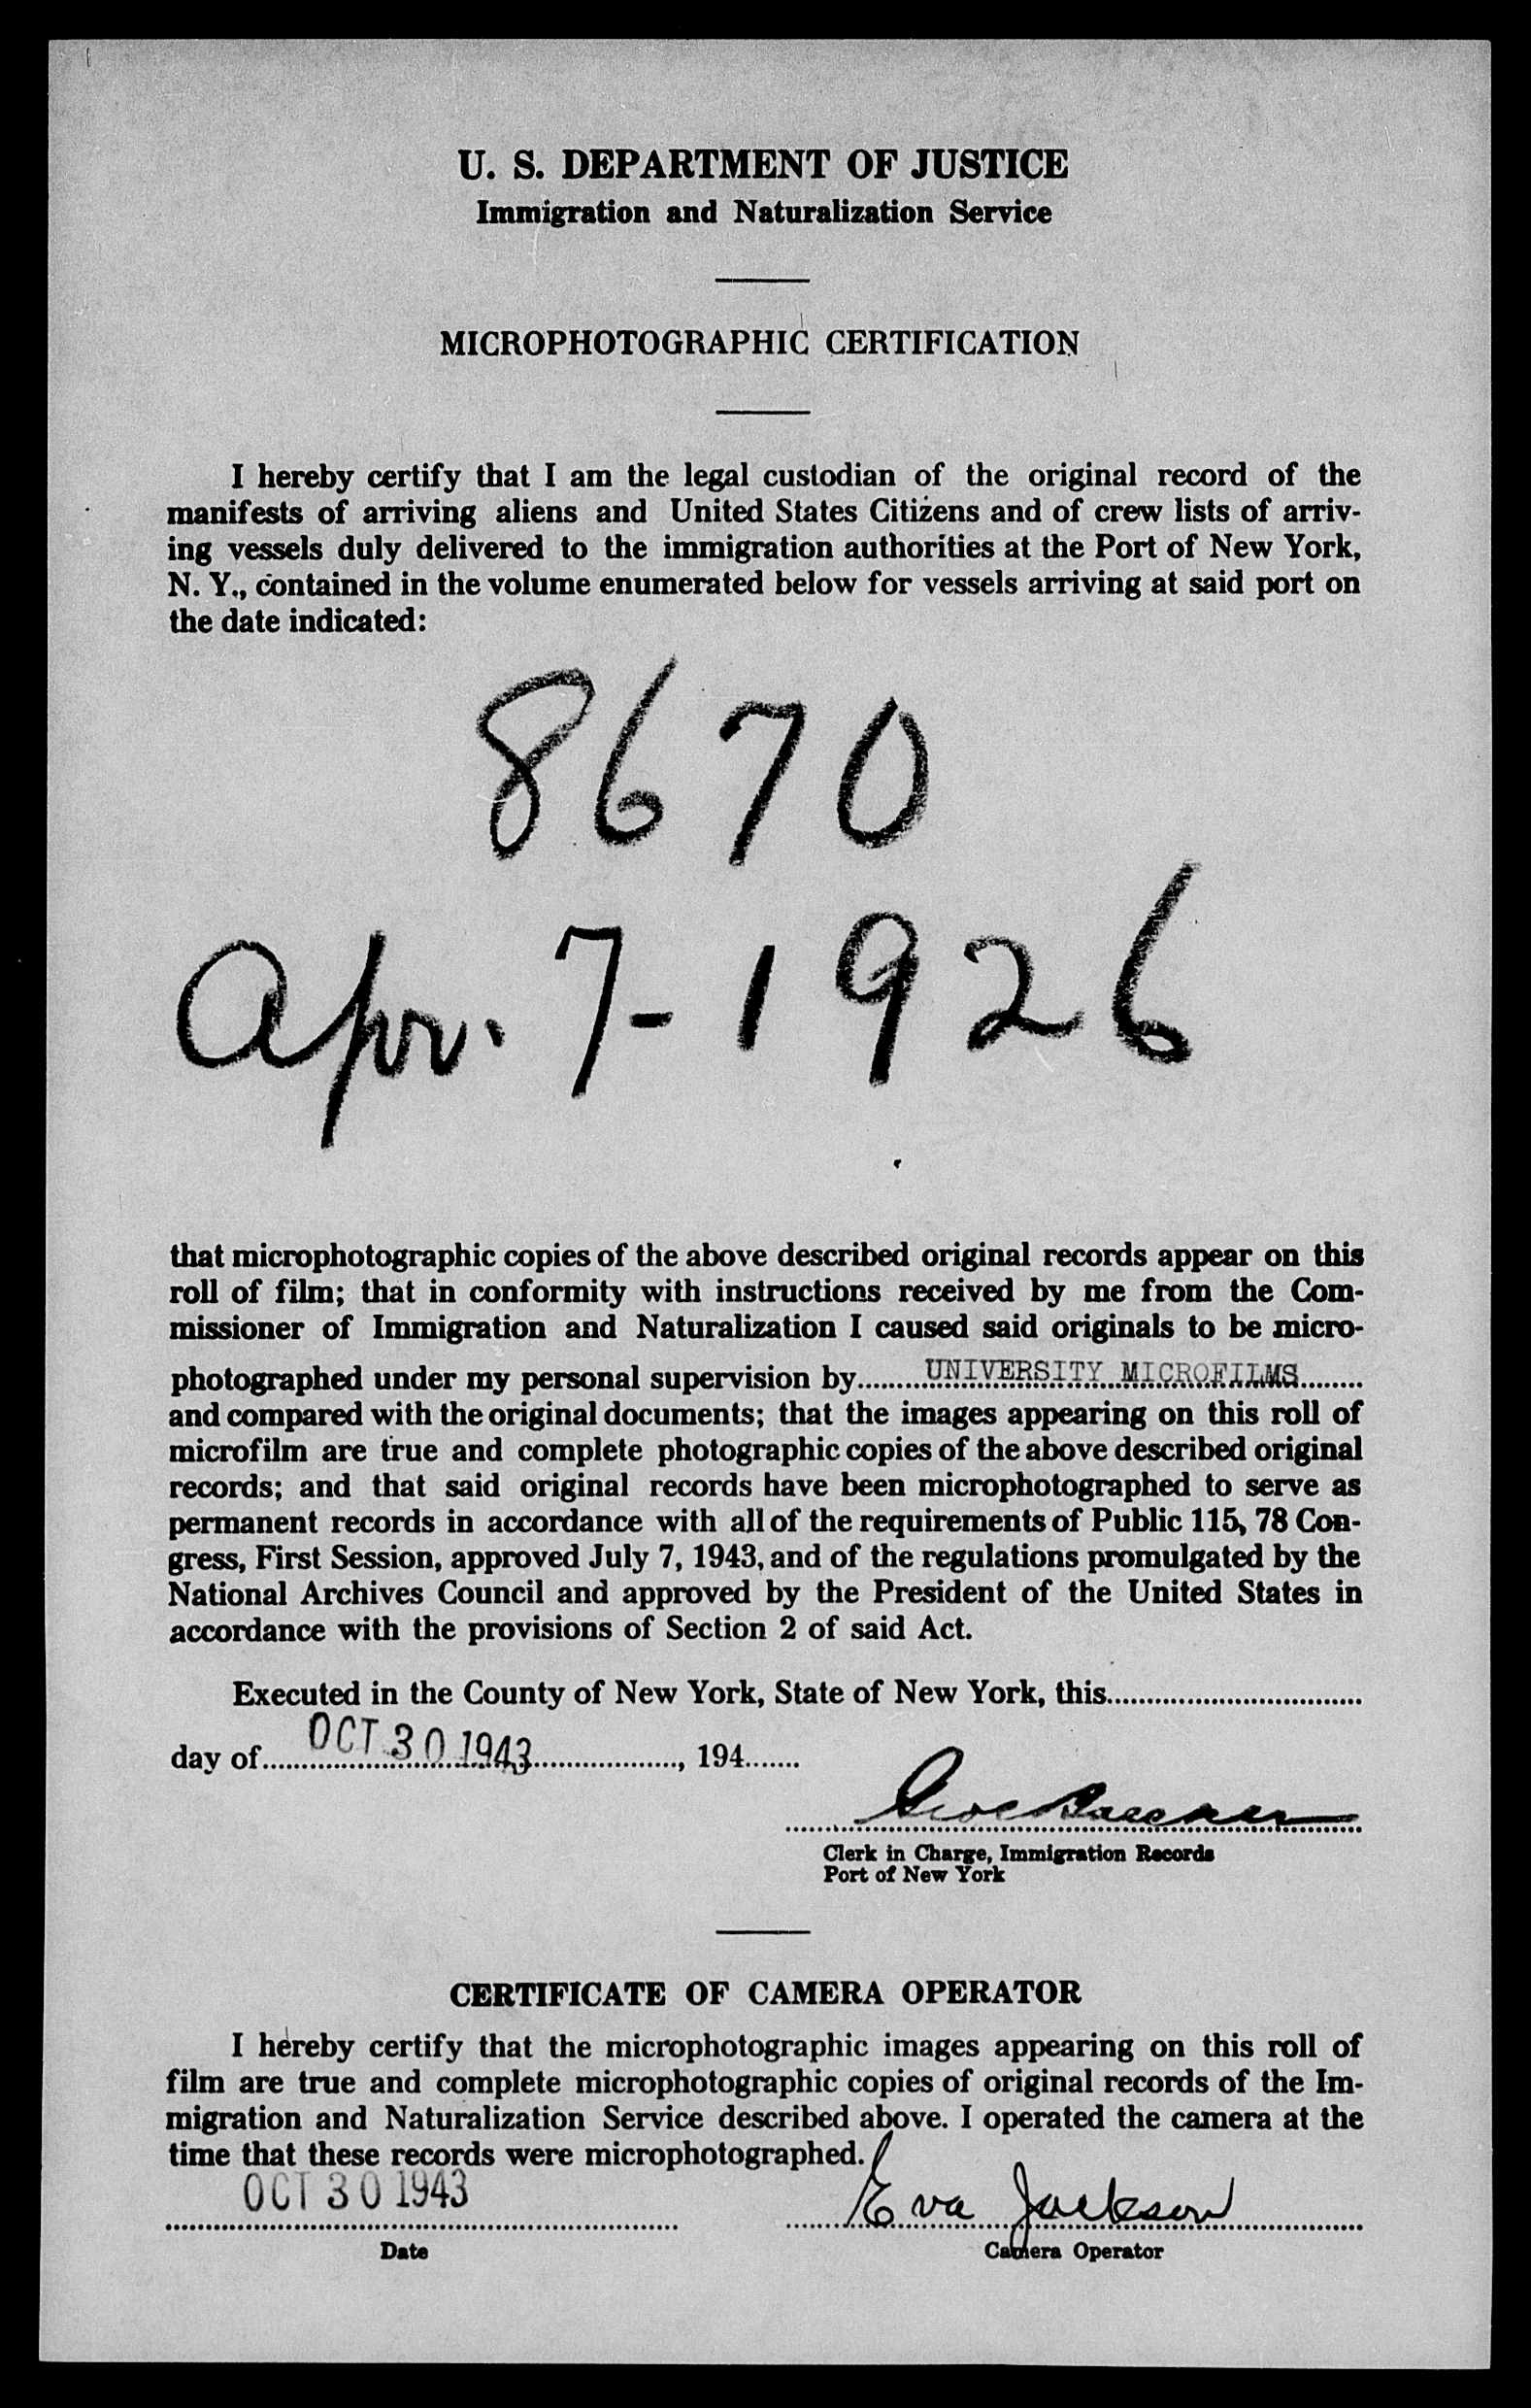 U. S. DEPARTMENT OF JUSTICE
Immigration and Naturalization Service
MICROPHOTOGRAPHIC CERTIFICATION
I hereby certify that I am the legal custodian of the original record of the
manifests of arriving aliens and United States Citizens and of crew lists of arriv-
ing vessels duly delivered to the immigration authorities at the Port of New York,
N. Y., contained in the volume enumerated below for vessels arriving at said port on
the date indicated:
8670
Apr. 7-1926
that microphotographic copies of the above described original records appear on this
roll of film; that in conformity with instructions received by me from the Com-
missioner of Immigration and Naturalization I caused said originals to be micro-
photographed under my personal supervision by........UNIVERSITY MICROFILMS........
and compared with the original documents; that the images appearing on this roll of
microfilm are true and complete photographic copies of the above described original
records; and that said original records have been microphotographed to serve as
permanent records in accordance with all of the requirements of Public 115, 78 Con-
gress, First Session, approved July 7, 1943, and of the regulations promulgated by the
National Archives Council and approved by the President of the United States in
accordance with the provisions of Section 2 of said Act.
Executed in the County of New York, State of New York, this................................
day of......OCT 30 1943.................., 194.......
Clerk in Charge, Immigration Records
Port of New York
CERTIFICATE OF CAMERA OPERATOR
I hereby certify that the microphotographic images appearing on this roll of
film are true and complete microphotographic copies of original records of the Im-
migration and Naturalization Service described above. I operated the camera at the
time that these records were microphotographed.
OCT 30 1943
Eva Jackson
Date
Camera Operator